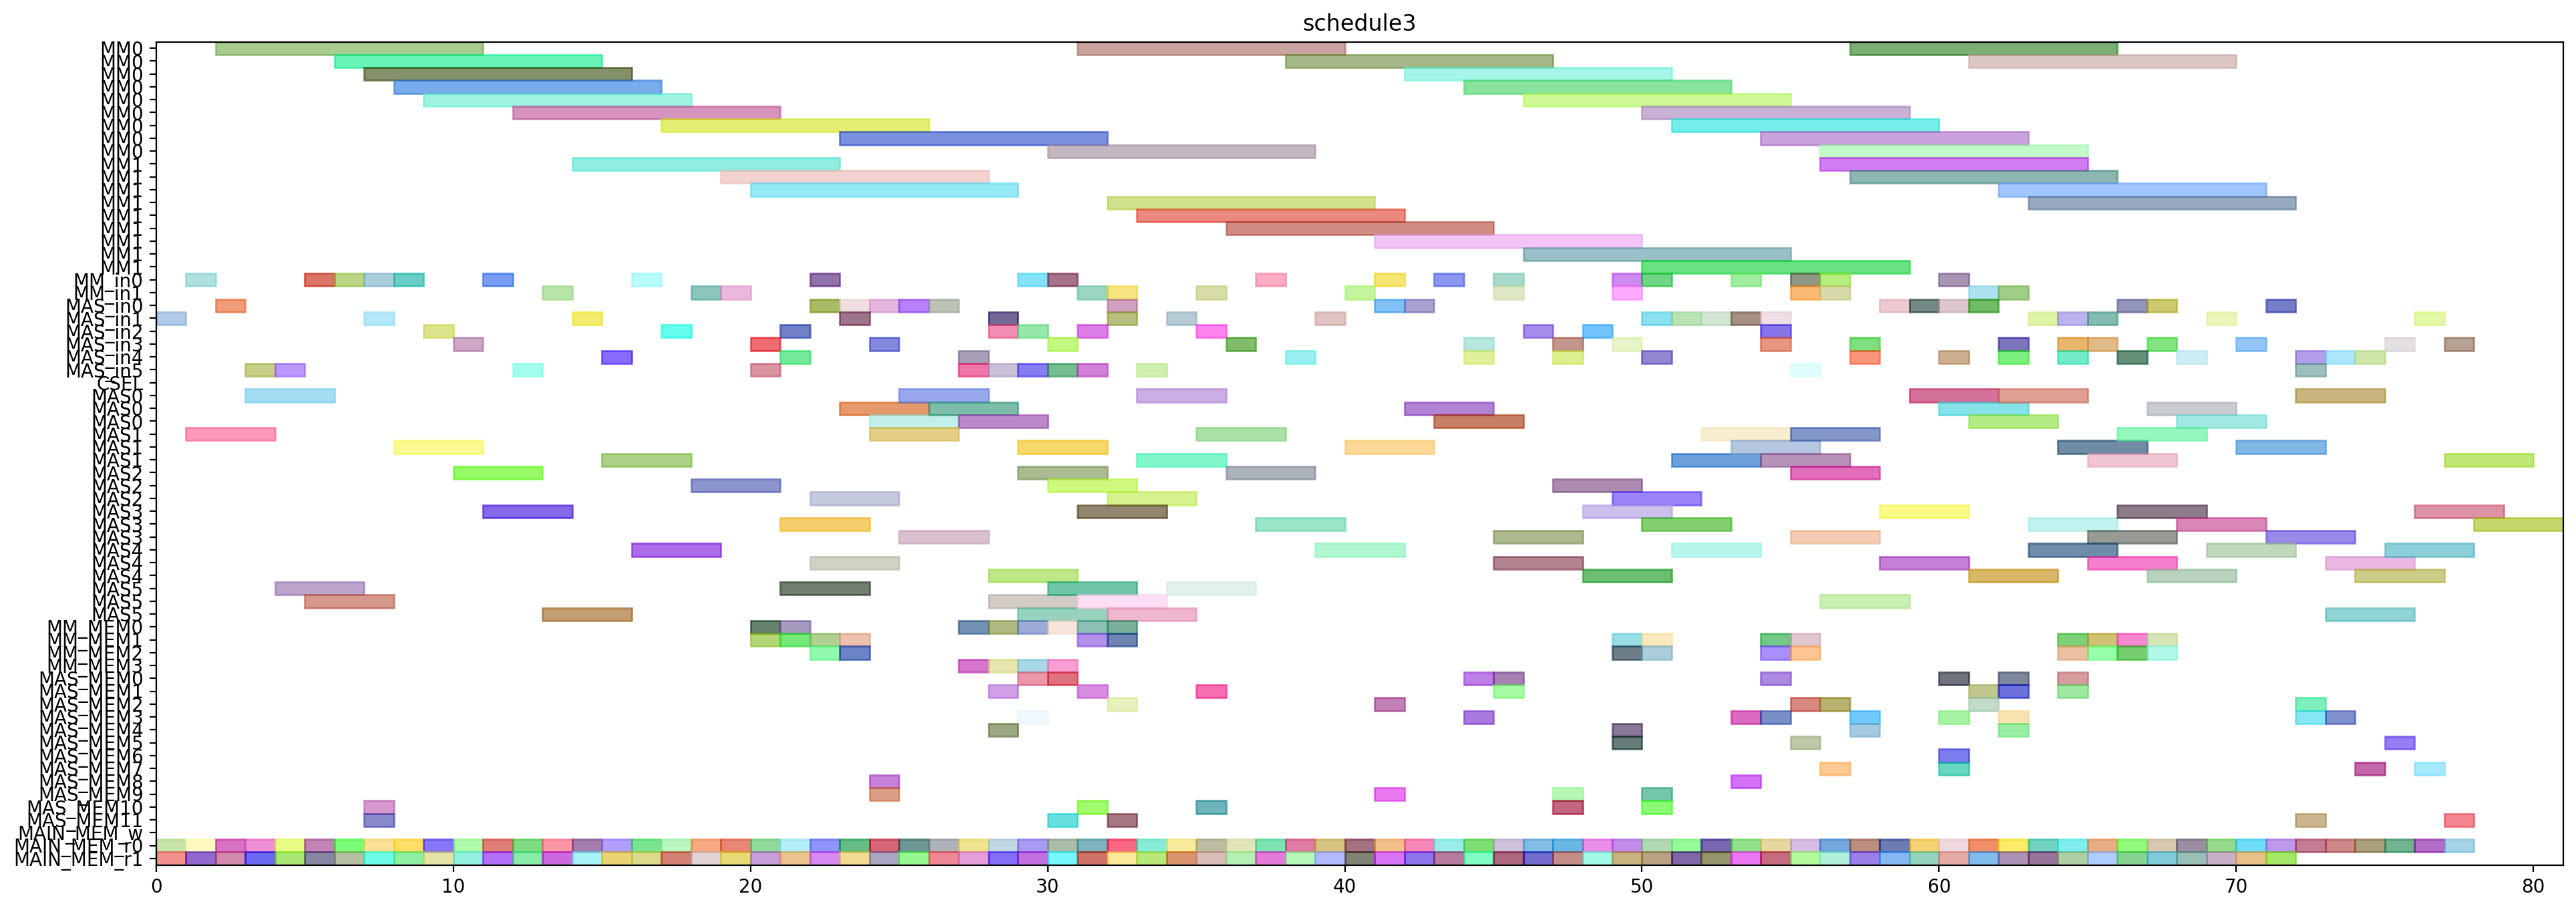 schedule3
MM0
MM0
MM0
MM0
MM0
MM0
MM0
MM0
MM0
MM1
MM1
MM1
MM1
MM1
MM1
MM1
MM1
MM1
MM_in0
MM_in1
MAS_in0
MAS_in1
MAS_in2
MAS_in3
MAS_in4
MAS_in5
CSEL
MAS0
MAS0
MAS0
MAS1
MAS1
MAS1
MAS2
MAS2
MAS2
MAS3
MAS3
MAS3
MAS4
MAS4
MAS4
MAS5
MAS5
MAS5
MM_MEM0
MM_MEM1
MM_MEM2
MM_MEM3
MAS_MEM0
MAS_MEM1
MAS_MEM2
MAS_MEM3
MAS_MEM4
MAS_MEM5
MAS_MEM6
MAS_MEM7
MAS_MEM8
MAS_MEM9
MAS_MEM10
MAS_MEM11
MAIN_MEM_w
MAIN_MEM_r0
MAIN_MEM_r1
0 10 20 30 40 50 60 70 80